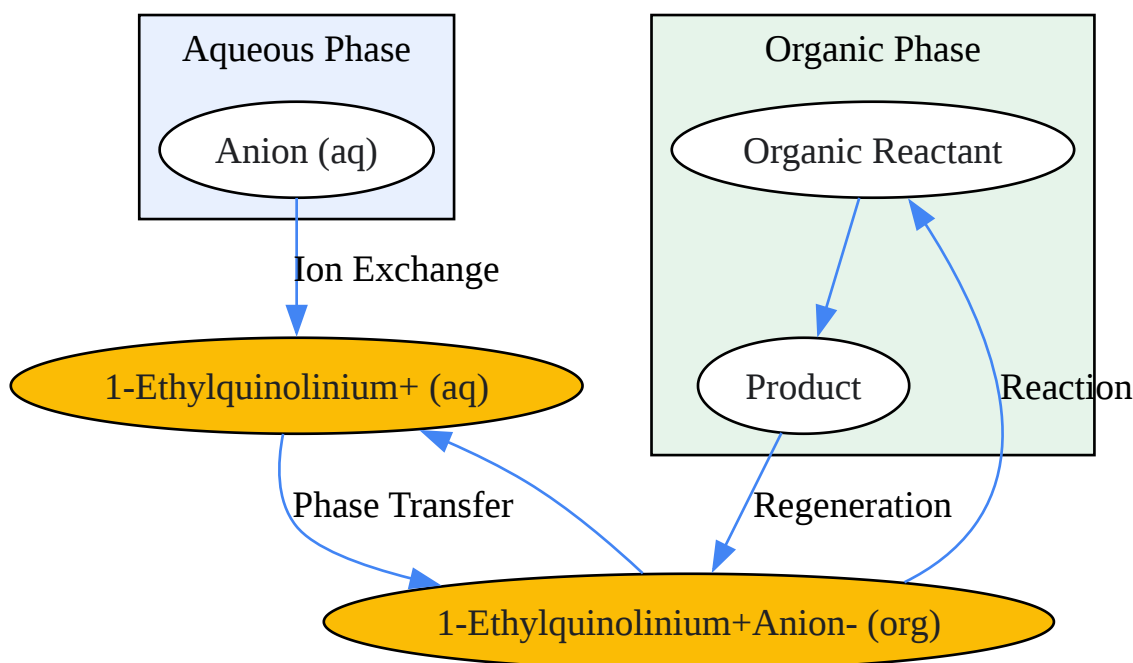 Aqueous Phase
Organic Phase
Anion (aq)
Organic Reactant
Ion Exchange
1-Ethylquinolinium+ (aq)
Product
Reaction
Phase Transfer
Regeneration
1-Ethylquinolinium+Anion- (org)